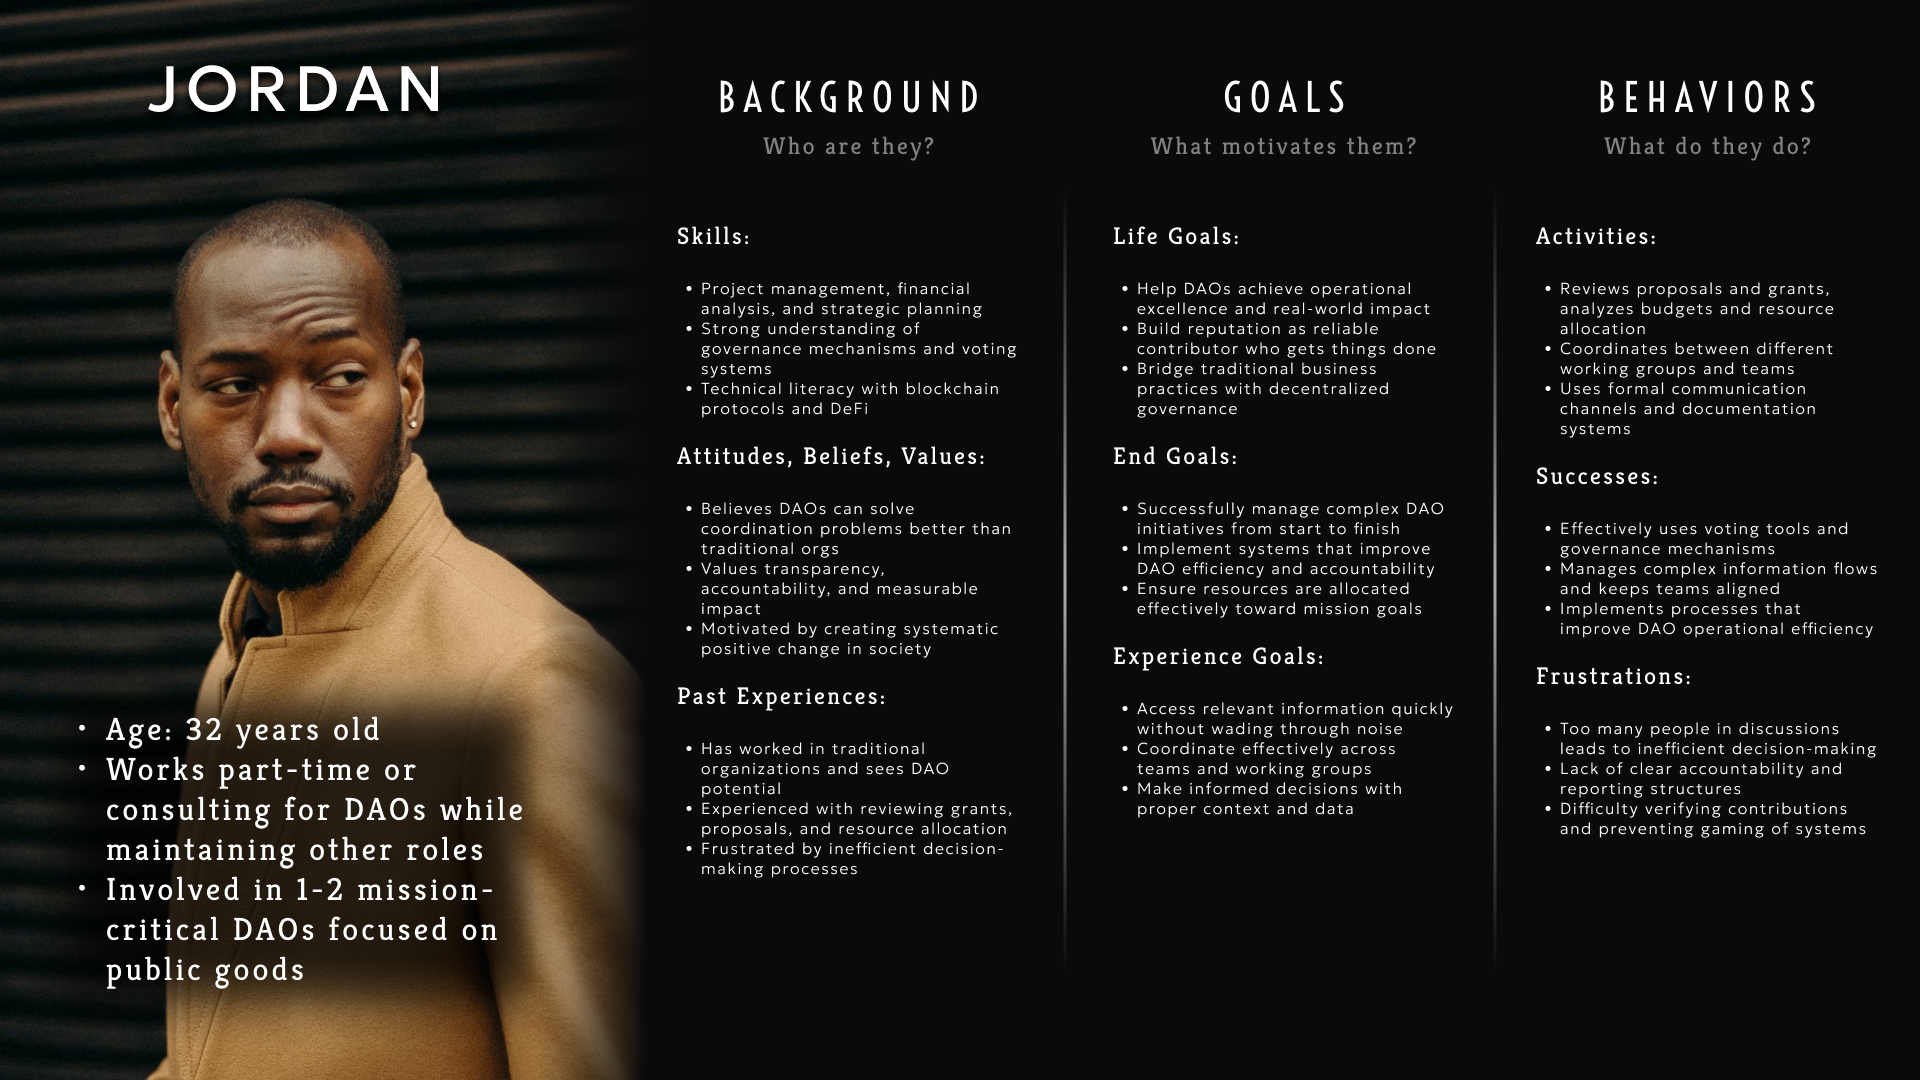 JORDAN
• Age: 32 years old
• Works part-time or
consulting for DAOs while
maintaining other roles
• Involved in 1-2 mission-
critical DAOs focused on
public goods
BACKGROUND
Who are they?
Skills:
• Project management, financial
analysis, and strategic planning
• Strong understanding of
governance mechanisms and voting
systems
• Technical literacy with blockchain
protocols and DeFi
Attitudes, Beliefs, Values:
• Believes DAOs can solve
coordination problems better than
traditional orgs
• Values transparency,
accountability, and measurable
impact
• Motivated by creating systematic
positive change in society
Past Experiences:
• Has worked in traditional
organizations and sees DAO
potential
• Experienced with reviewing grants,
proposals, and resource allocation
• Frustrated by inefficient decision-
making processes
GOALS
What motivates them?
Life Goals:
• Help DAOs achieve operational
excellence and real-world impact
• Build reputation as reliable
contributor who gets things done
• Bridge traditional business
practices with decentralized
governance
End Goals:
• Successfully manage complex DAO
initiatives from start to finish
• Implement systems that improve
DAO efficiency and accountability
• Ensure resources are allocated
effectively toward mission goals
Experience Goals:
• Access relevant information quickly
without wading through noise
• Coordinate effectively across
teams and working groups
• Make informed decisions with
proper context and data
BEHAVIORS
What do they do?
Activities:
• Reviews proposals and grants,
analyzes budgets and resource
allocation
• Coordinates between different
working groups and teams
• Uses formal communication
channels and documentation
systems
Successes:
• Effectively uses voting tools and
governance mechanisms
• Manages complex information flows
and keeps teams aligned
• Implements processes that
improve DAO operational efficiency
Frustrations:
• Too many people in discussions
leads to inefficient decision-making
• Lack of clear accountability and
reporting structures
• Difficulty verifying contributions
and preventing gaming of systems